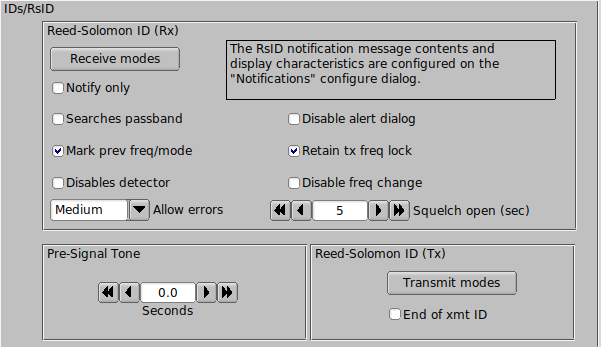 IDs/RsID
Reed-Solomon ID (Rx)
Receive modes
The RsID notification message contents and
display characteristics are configured on the
"Notifications" configure dialog.
Notify only
Searches passband
Disable alert dialog
Mark prev freq/mode
Retain tx freq lock
Disables detector
Disable freq change
Medium
Allow errors
5
Squelch open (sec)
Pre-Signal Tone
0.0
Seconds
Reed-Solomon ID (Tx)
Transmit modes
End of xmt ID